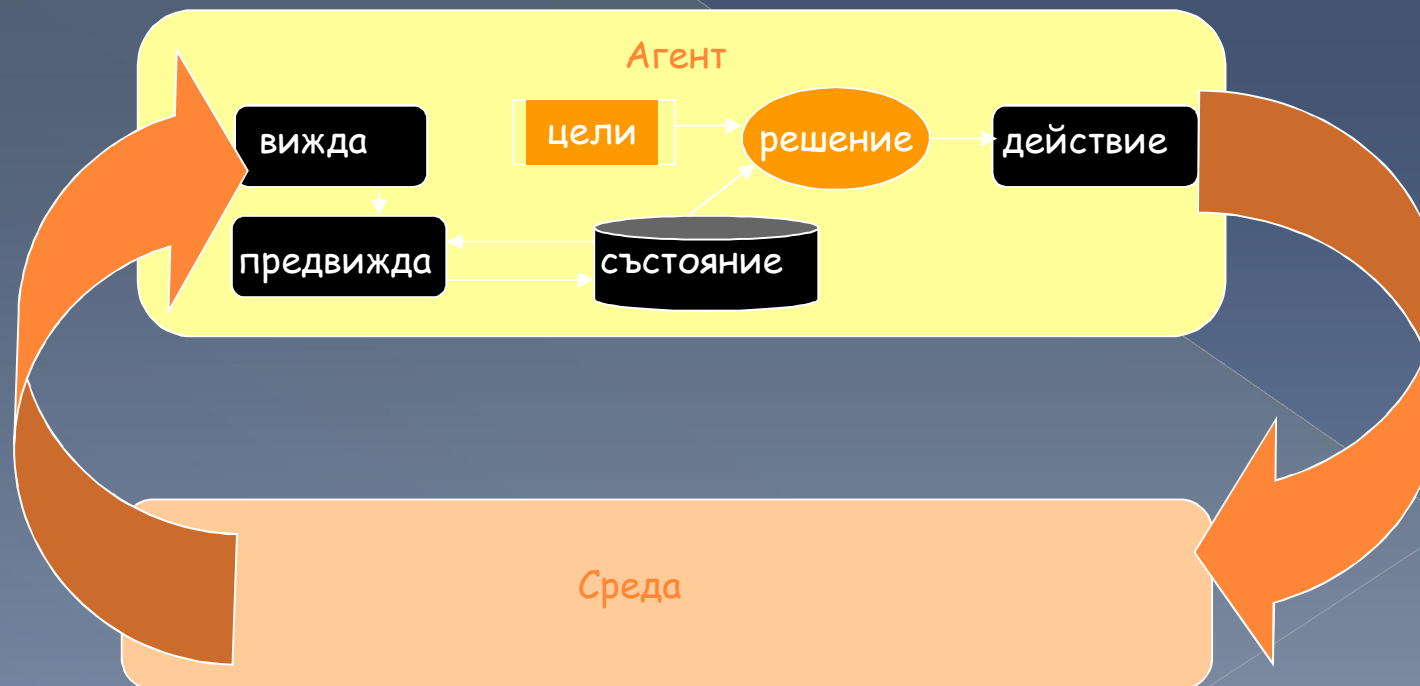 Агент
вижда
цели
решение
действие
предвижда
състояние
Среда